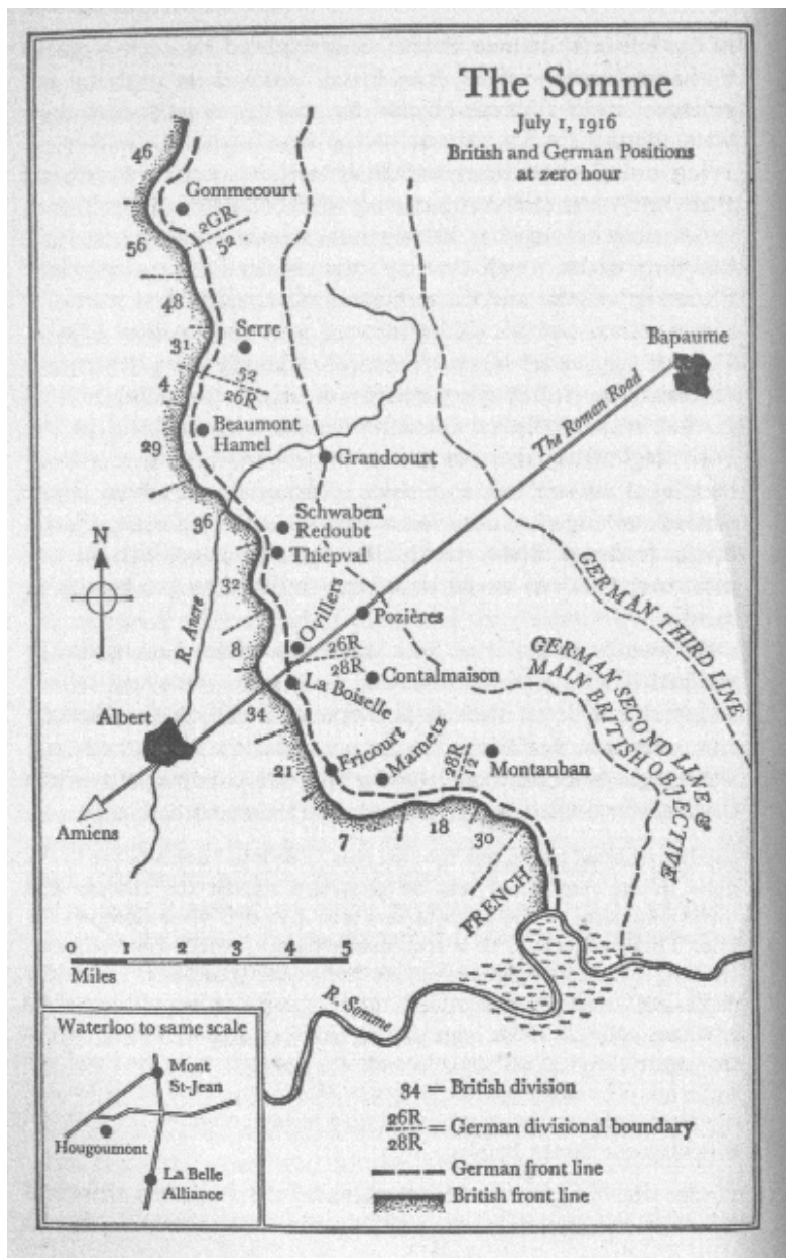 The Somme
July 1, 1916
British and German Positions
at zero hour
46
Gommecourt
2GR
52
56
48
Serre
31
52
26R
4
Beaumont
Hamel
29
Grandcourt
Bapaume
The Roman Road
36
Schwaben
Redoubt
Thiepval
N
32
R. Ancre
Ovillers
Pozières
8
26R
28R
Contalmaison
La Boiselle
GERMAN THIRD LINE
GERMAN SECOND LINE &
MAIN BRITISH OBJECTIVE
Albert
34
Fricourt
Mametz
28R
12
Montauban
21
Amiens
7
18
30
FRENCH
1 2 3 4 5
Miles
R. Somme
Waterloo to same scale
Mont
St-Jean
Hougoumont
La Belle
Alliance
34 = British division
26R
28R = German divisional boundary
German front line
British front line